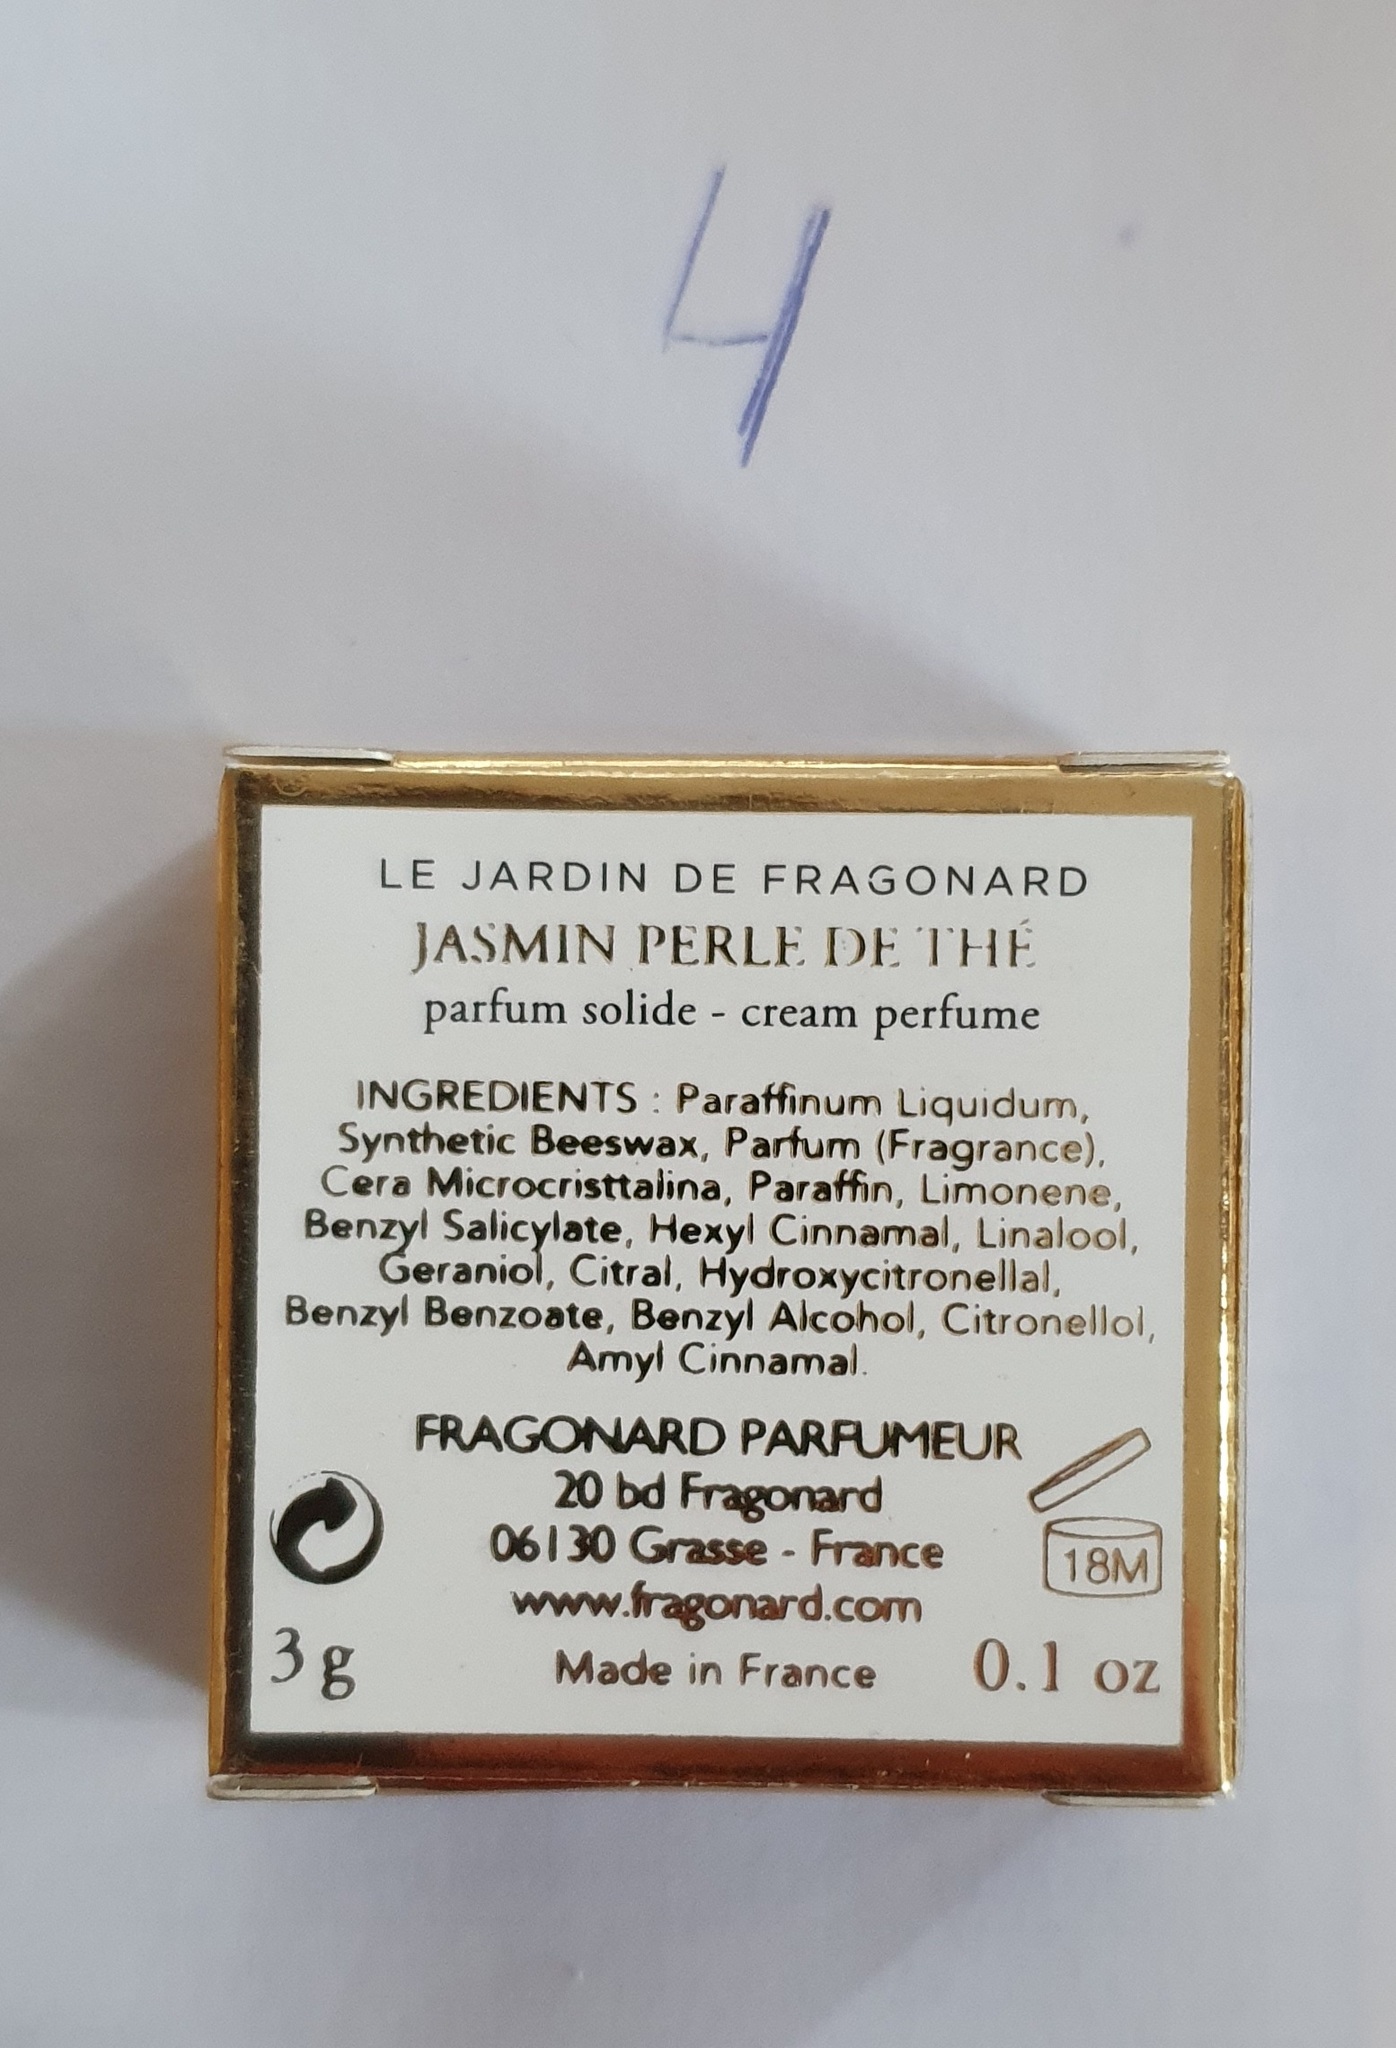 4
LE JARDIN DE FRAGONARD
JASMIN PERLE DE THÉ
parfum solide - cream perfume
INGREDIENTS : Paraffinum Liquidum,
Synthetic Beeswax, Parfum (Fragrance),
Cera Microcristtalina, Paraffin, Limonene,
Benzyl Salicylate, Hexyl Cinnamal, Linalool,
Geraniol, Citral, Hydroxycitronellal,
Benzyl Benzoate, Benzyl Alcohol, Citronellol,
Amyl Cinnamal.
FRAGONARD PARFUMEUR
20 bd Fragonard
06130 Grasse - France
18M
www.fragonard.com
3 g Made in France 0.1 oz